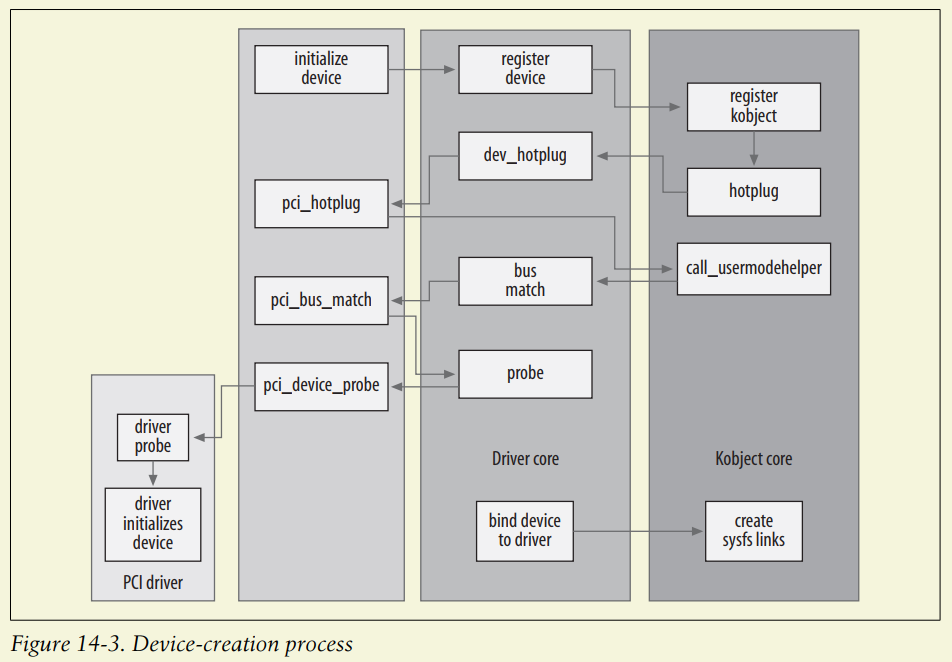 initialize
device
register
device
register
kobject
dev_hotplug
hotplug
pci_hotplug
call_usermodehelper
bus
match
pci_bus_match
probe
pci_device_probe
driver
probe
Driver core
Kobject core
driver
initializes
device
bind device
to driver
create
sysfs links
PCI driver
Figure 14-3. Device-creation process